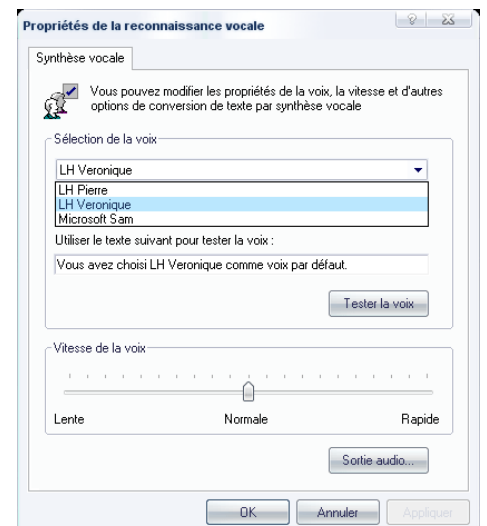 Propriétés de la reconnaissance vocale
Synthèse vocale
Vous pouvez modifier les propriétés de la voix, la vitesse et d'autres
options de conversion de texte par synthèse vocale
Sélection de la voix
LH Veronique
LH Pierre
LH Veronique
Microsoft Sam
Utiliser le texte suivant pour tester la voix :
Vous avez choisi LH Veronique comme voix par défaut.
Tester la voix
Vitesse de la voix
Lente Normale Rapide
Sortie audio...
OK Annuler Appliquer